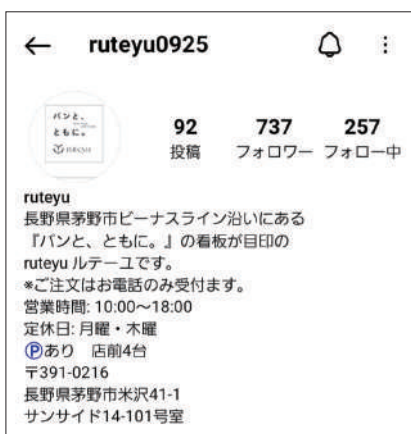 ruteyu0925
パンと、
ともに。
92
737
257
投稿
フォロワー
フォロー中
ruteyu
長野県茅野市ビーナスライン沿いにある
『パンと、ともに。』の看板が目印の
ruteyu ルテーユです。
*ご注文はお電話のみ受付ます。
営業時間: 10:00〜18:00
定休日: 月曜・木曜
Ⓟあり 店前4台
〒391-0216
長野県茅野市米沢41-1
サンサイド14-101号室